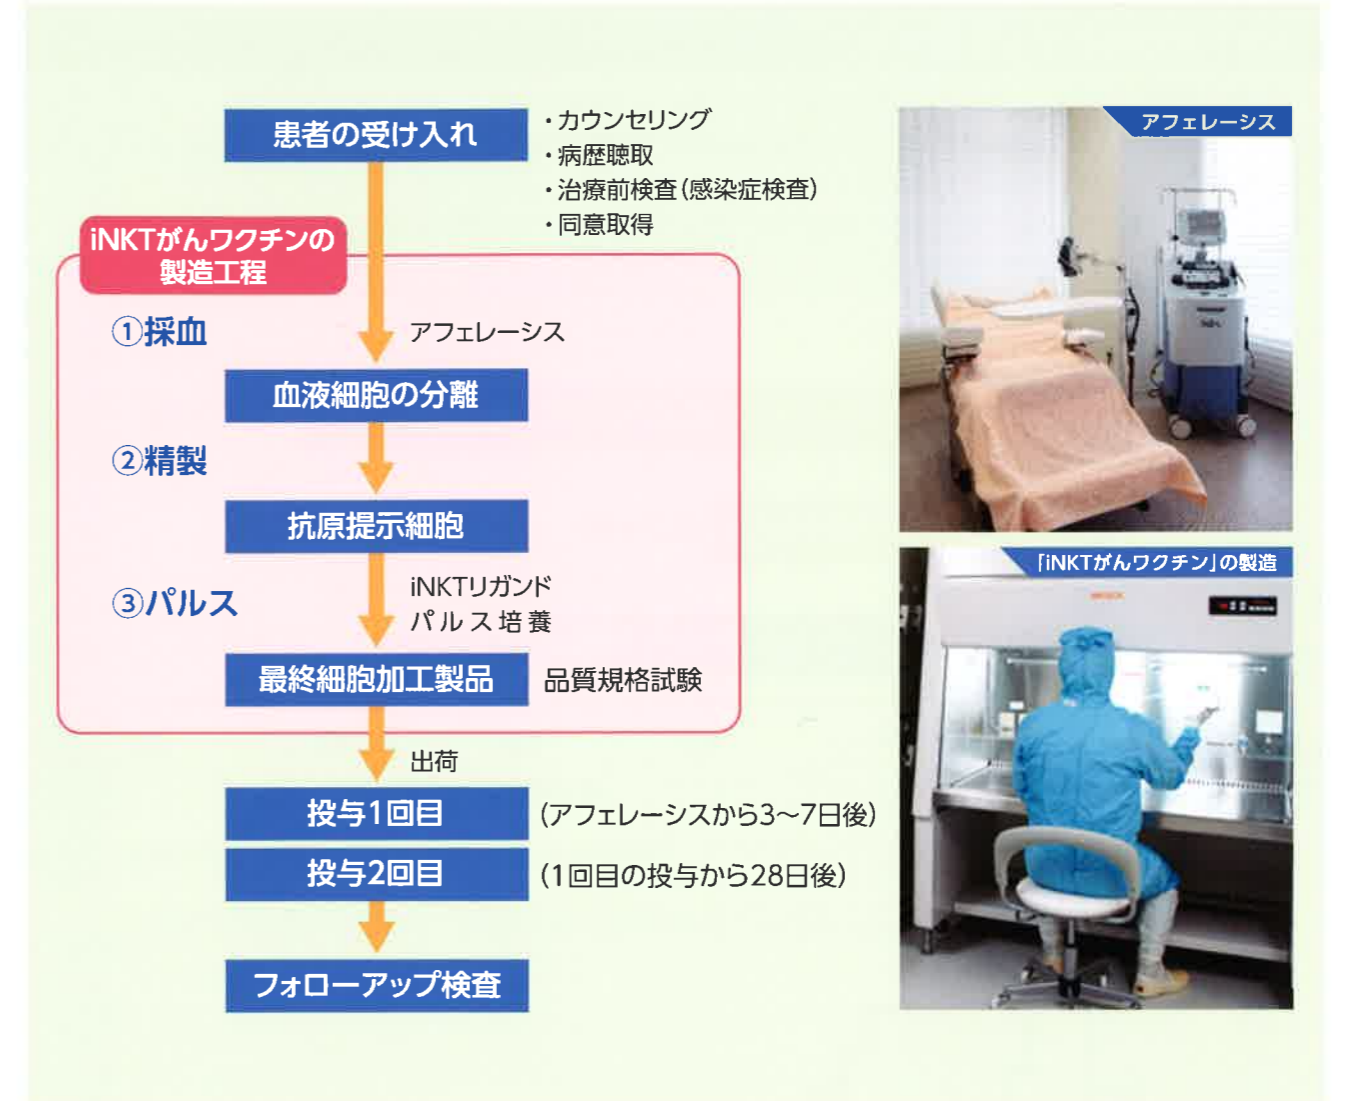 患者の受け入れ
・カウンセリング
・病歴聴取
・治療前検査(感染症検査)
・同意取得
iNKTがんワクチンの
製造工程
①採血
アフェレーシス
血液細胞の分離
②精製
抗原提示細胞
③パルス
iNKTリガンド
パルス培養
最終細胞加工製品
品質規格試験
出荷
投与1回目
(アフェレーシスから3〜7日後)
投与2回目
(1回目の投与から28日後)
フォローアップ検査
アフェレーシス
「iNKTがんワクチン」の製造